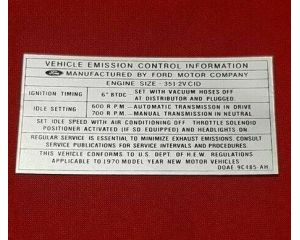 VEHICLE EMISSION CONTROL INFORMATION
Ford MANUFACTURED BY FORD MOTOR COMPANY
ENGINE SIZE - 351-2V CID
IGNITION TIMING 6° BTDC SET WITH VACUUM HOSES OFF
AT DISTRIBUTOR AND PLUGGED.
IDLE SETTING 600 R.P.M. - AUTOMATIC TRANSMISSION IN DRIVE
700 R.P.M. - MANUAL TRANSMISSION IN NEUTRAL
SET IDLE SPEED WITH AIR CONDITIONING OFF THROTTLE SOLENOID
POSITIONER ACTIVATED (IF SO EQUIPPED) AND HEADLIGHTS ON
REGULAR SERVICE IS ESSENTIAL TO MINIMIZE EXHAUST EMISSIONS. CONSULT
SERVICE PUBLICATIONS FOR SERVICE INTERVALS AND PROCEDURES
THIS VEHICLE CONFORMS TO U.S. DEPT. OF H.E.W. REGULATIONS
APPLICABLE TO 1970 MODEL YEAR NEW MOTOR VEHICLES
DOAE 9C485-AH